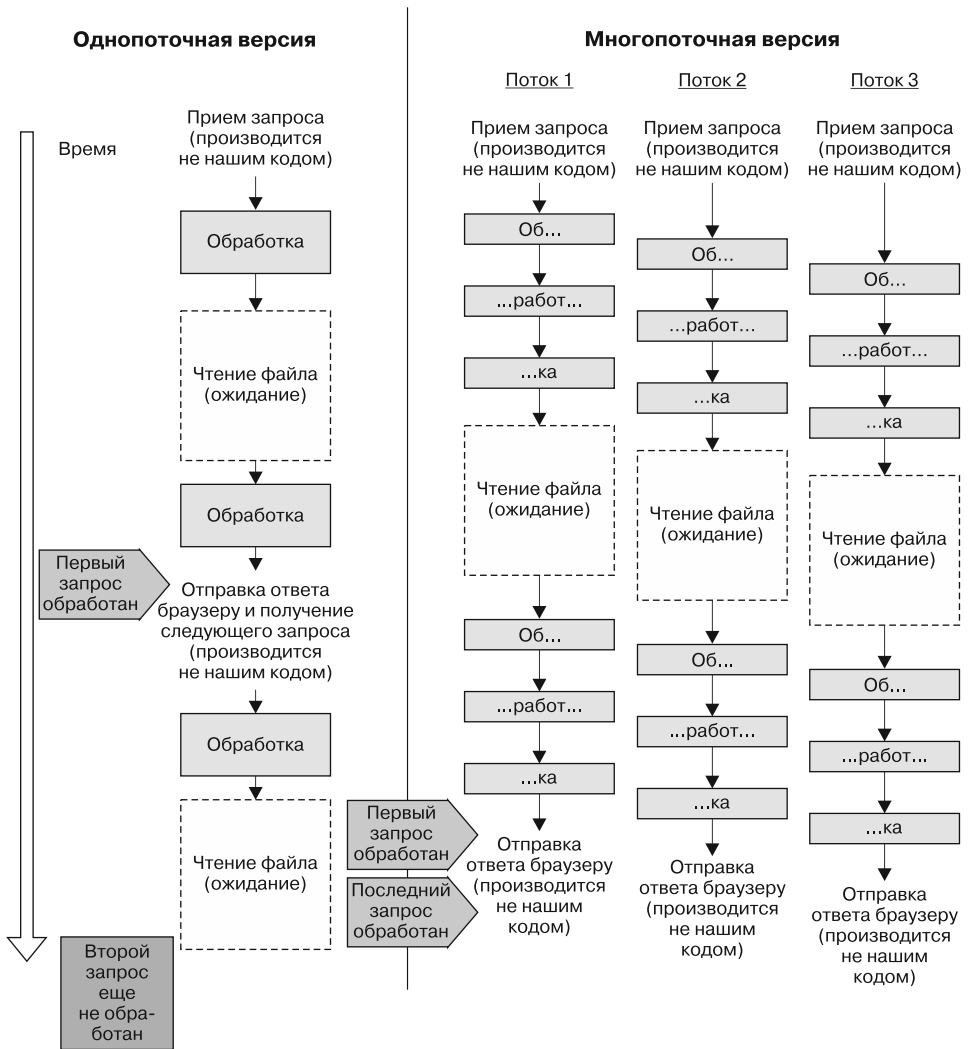 Однопоточная версия
Время
Прием запроса
(производится
не нашим кодом)
Обработка
Чтение файла
(ожидание)
Обработка
Первый
запрос
обработан
Отправка ответа
браузеру и получение
следующего запроса
(производится
не нашим кодом)
Обработка
Чтение файла
(ожидание)
Второй
запрос
еще
не обра-
ботан
Многопоточная версия
Поток 1
Прием запроса
(производится
не нашим кодом)
Об...
...работ...
...ка
Чтение файла
(ожидание)
Об...
...работ...
...ка
Первый
запрос
обработан
Последний
запрос
обработан
Отправка
ответа браузеру
(производится
не нашим
кодом)
Поток 2
Прием запроса
(производится
не нашим кодом)
Об...
...работ...
...ка
Чтение файла
(ожидание)
Об...
...работ...
...ка
Отправка
ответа браузеру
(производится
не нашим
кодом)
Поток 3
Прием запроса
(производится
не нашим кодом)
Об...
...работ...
...ка
Чтение файла
(ожидание)
Об...
...работ...
...ка
Отправка
ответа браузеру
(производится
не нашим
кодом)